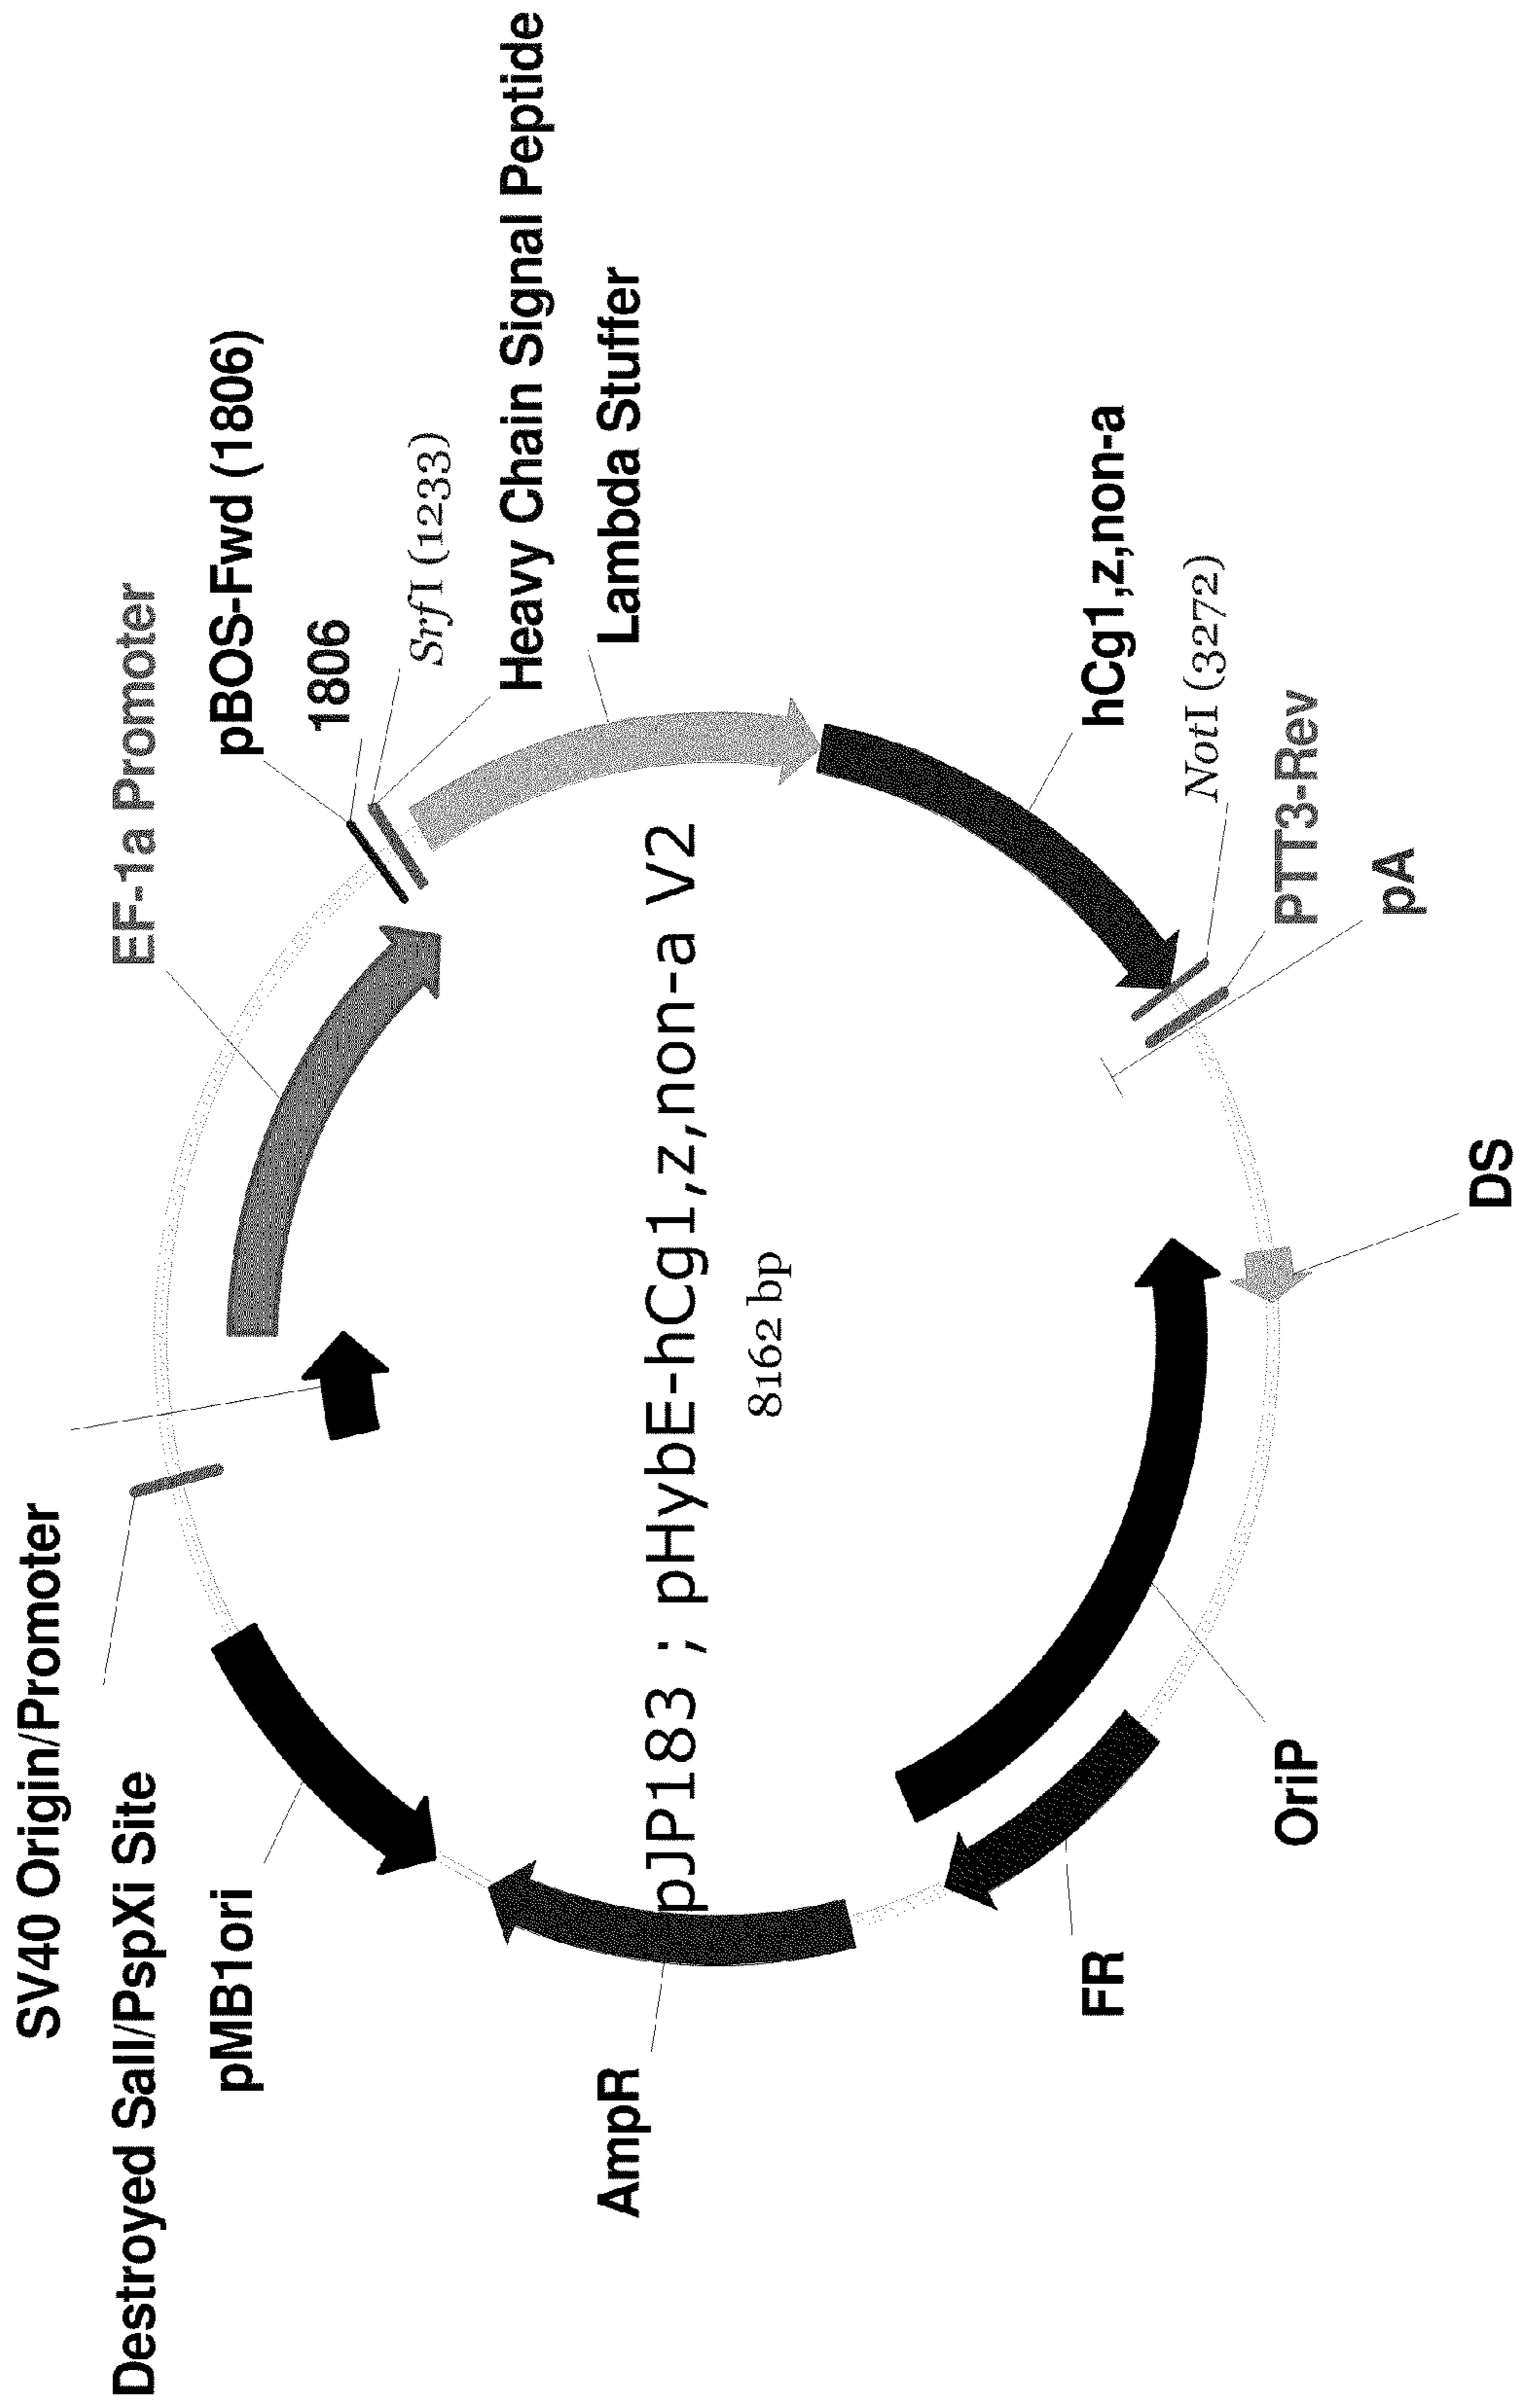 SV40 Origin/Promoter
Destroyed SalI/PspXi Site
EF-1a Promoter
pMB1ori
pBOS-Fwd (1806)
1806
SrfI (1233)
Heavy Chain Signal Peptide
AmpR
Lambda Stuffer
pJP183 ; pHybE-hCg1,z,non-a V2
8162 bp
FR
hCg1,z,non-a
NotI (3272)
OriP
PTT3-Rev
pA
DS